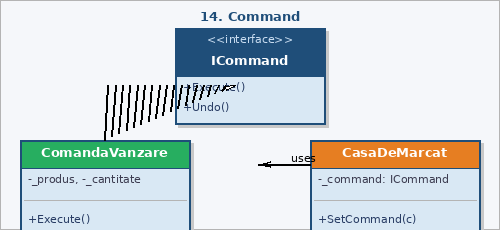 14. Command
<<interface>>
ICommand
+Execute()
+Undo()
ComandaVanzare
-_produs, -_cantitate
+Execute()
uses
CasaDeMarcat
-_command: ICommand
+SetCommand(c)